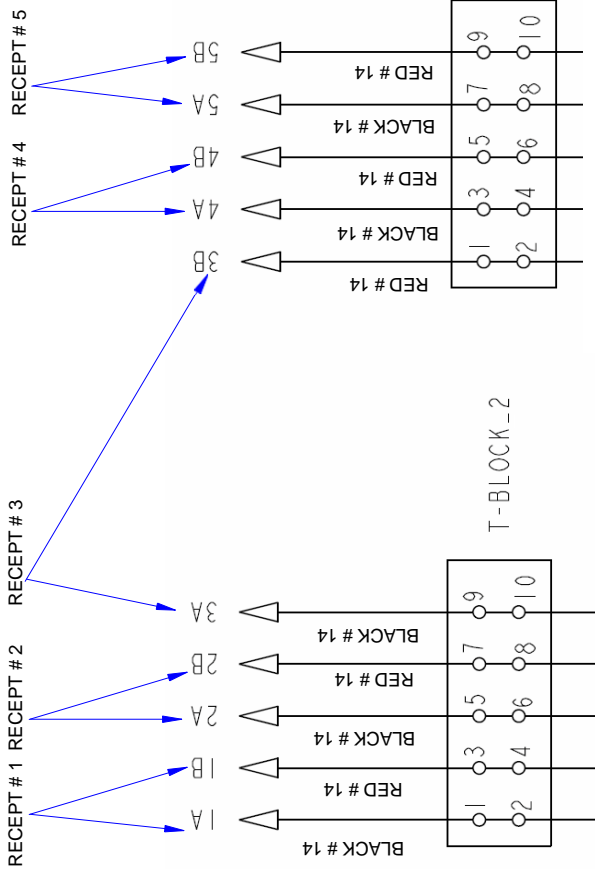 RECEPT # 1
RECEPT # 2
RECEPT # 3
RECEPT # 4
RECEPT # 5
1A
1B
2A
2B
3A
3B
4A
4B
5A
5B
BLACK # 14
RED # 14
BLACK # 14
RED # 14
BLACK # 14
RED # 14
BLACK # 14
RED # 14
BLACK # 14
RED # 14
1 3 5 7 9
2 4 6 8 10
T-BLOCK_2
1 3 5 7 9
2 4 6 8 10